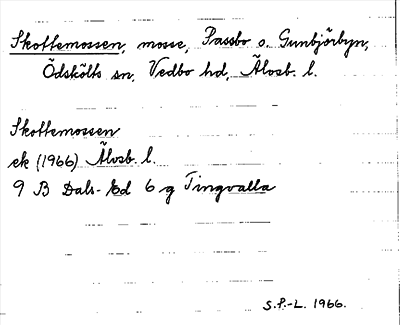 Skottemossen, mosse, Passbo o. Gunbjörbyn,
Ödskölts sn, Vedbo hd, Älvsb. l.
Skottemossen
ek (1966) Älvsb. l.
9 B Dals-Ed 6 g Tingvalla
S.P.-L. 1966.